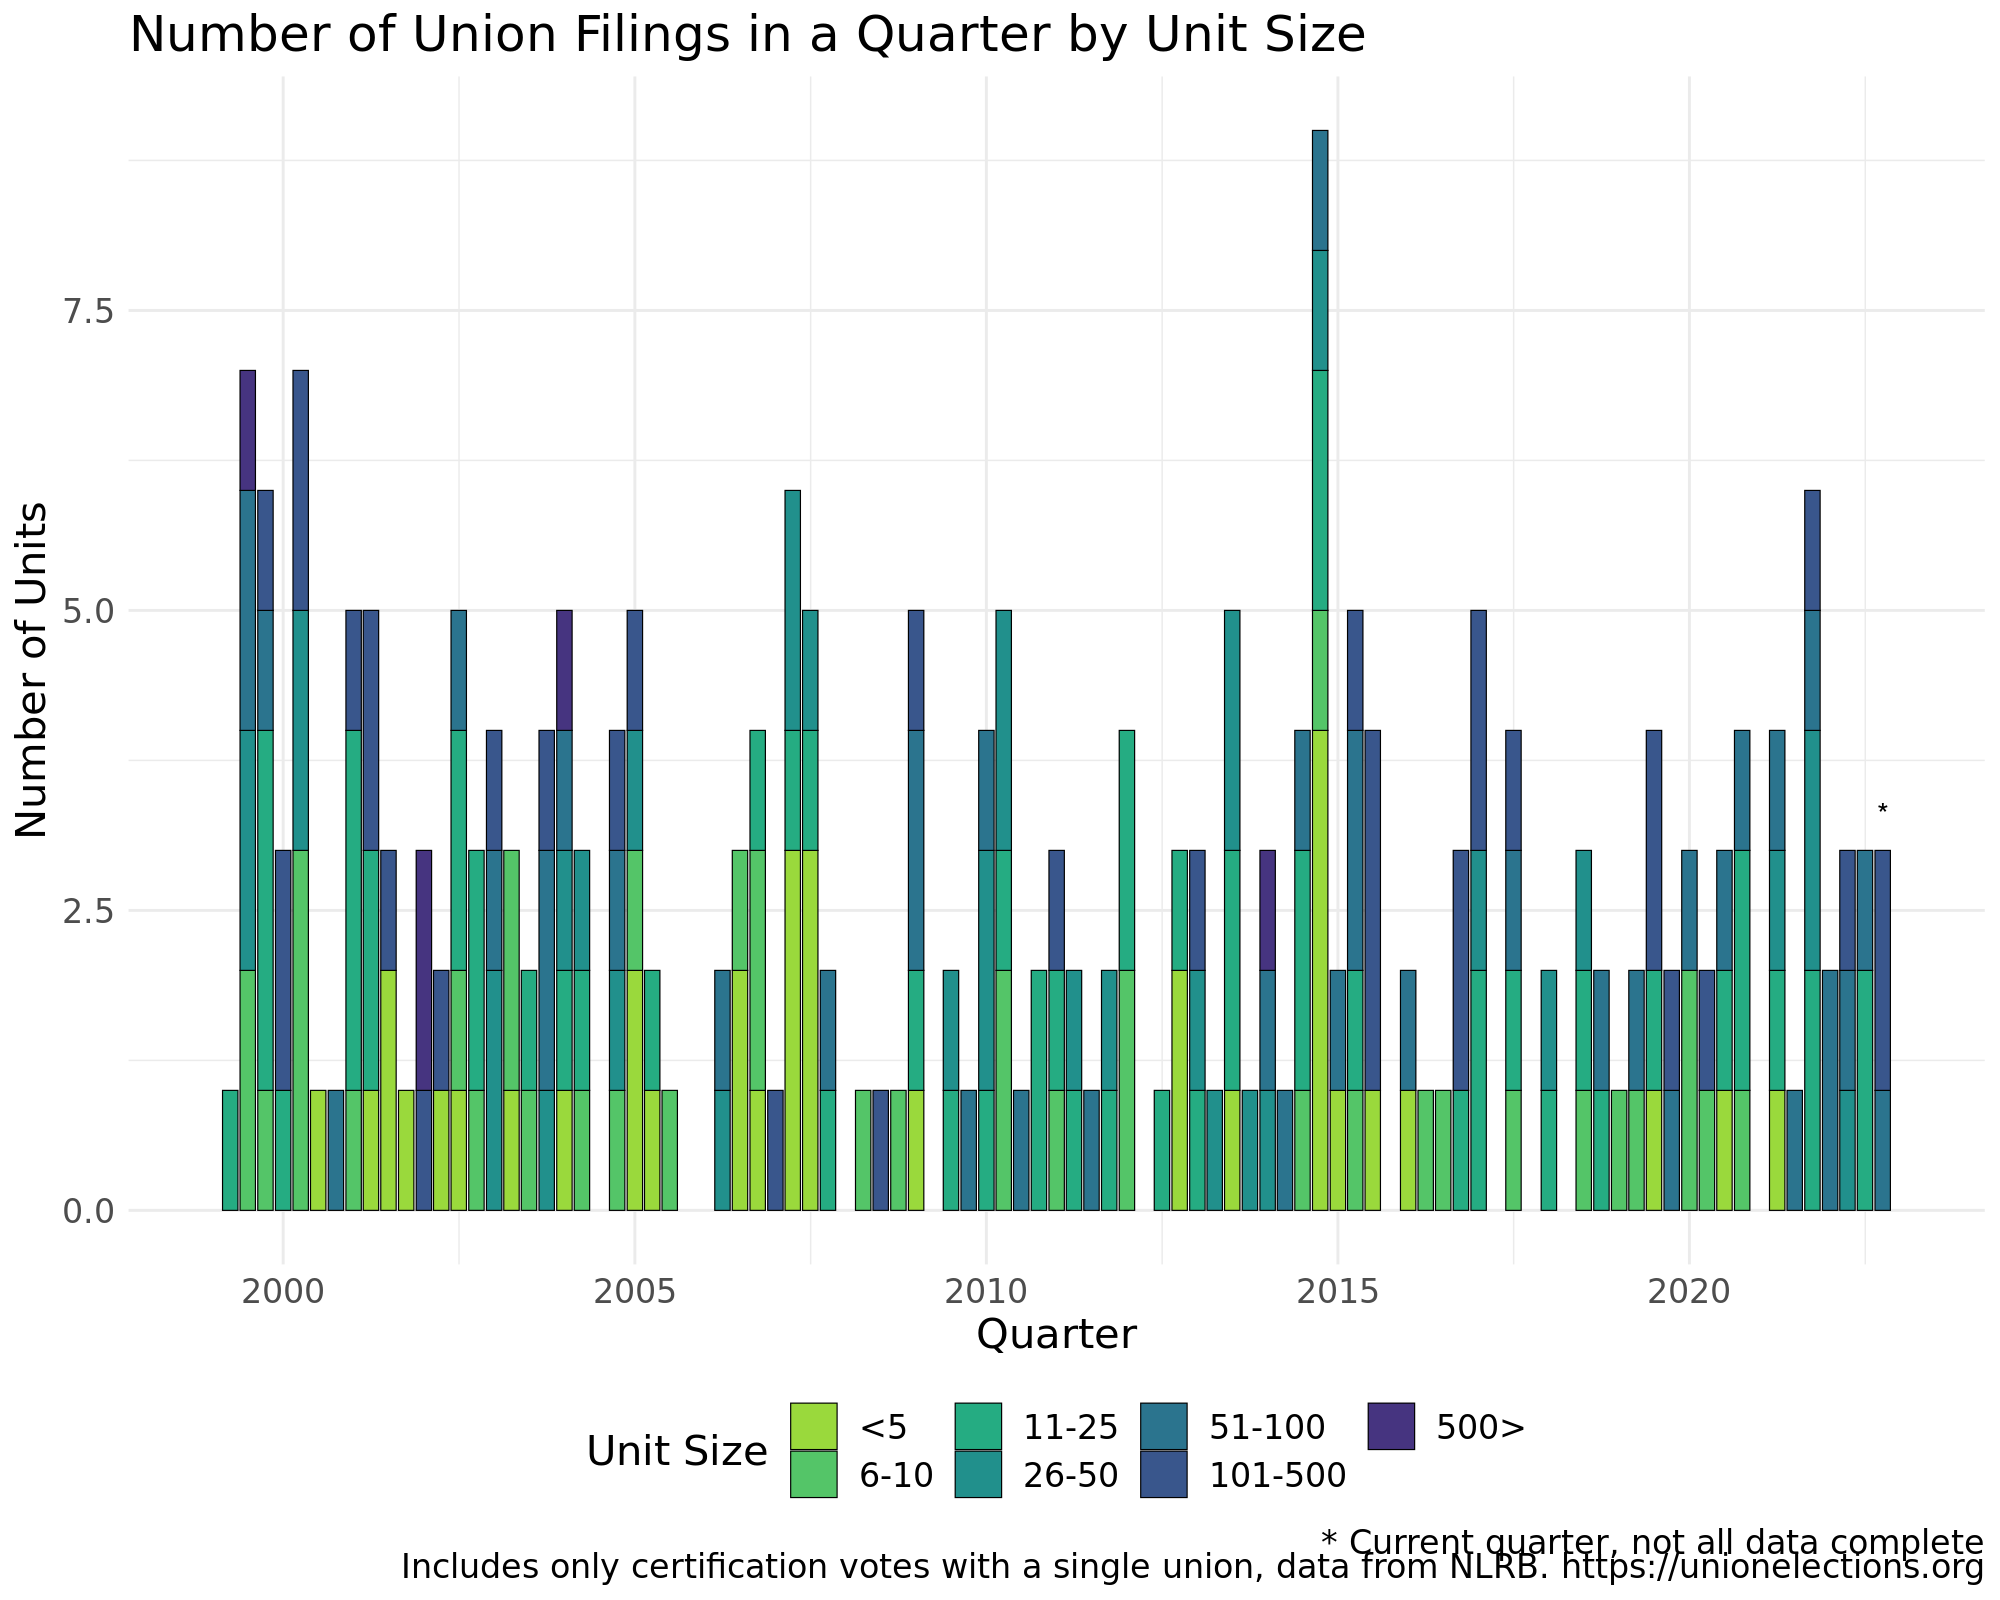 Number of Union Filings in a Quarter by Unit Size
Number of Units
7.5
5.0
2.5
0.0
*
2000 2005 2010 2015 2020
Quarter
Unit Size
<5 11-25 51-100 500>
6-10 26-50 101-500
* Current quarter, not all data complete
Includes only certification votes with a single union, data from NLRB. https://unionelections.org